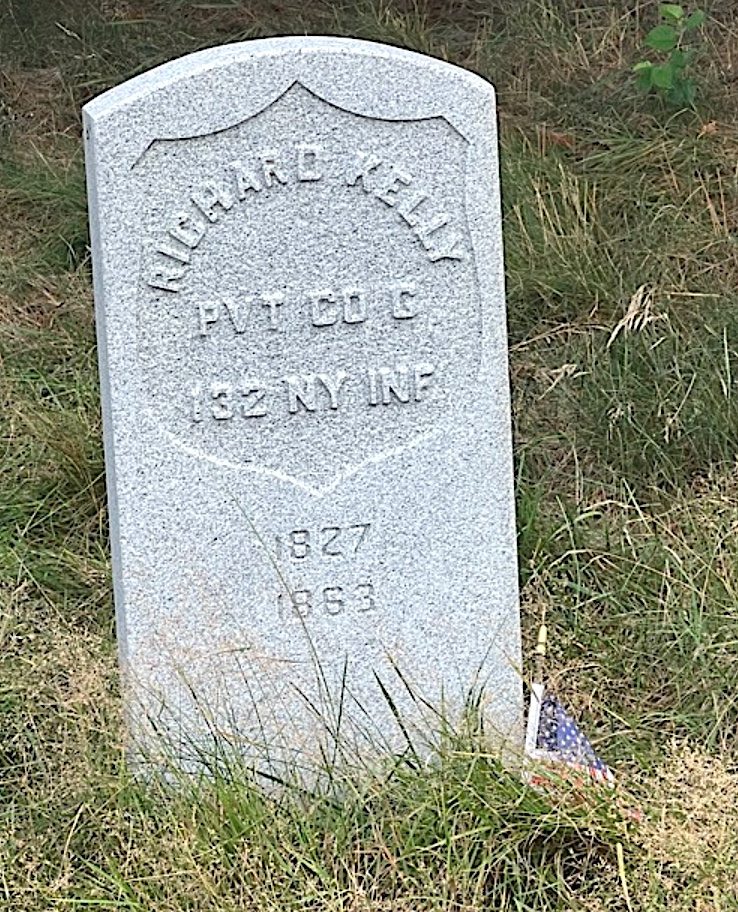 RICHARD KELLY
PVT CO G
132 NY INF
1827
1863